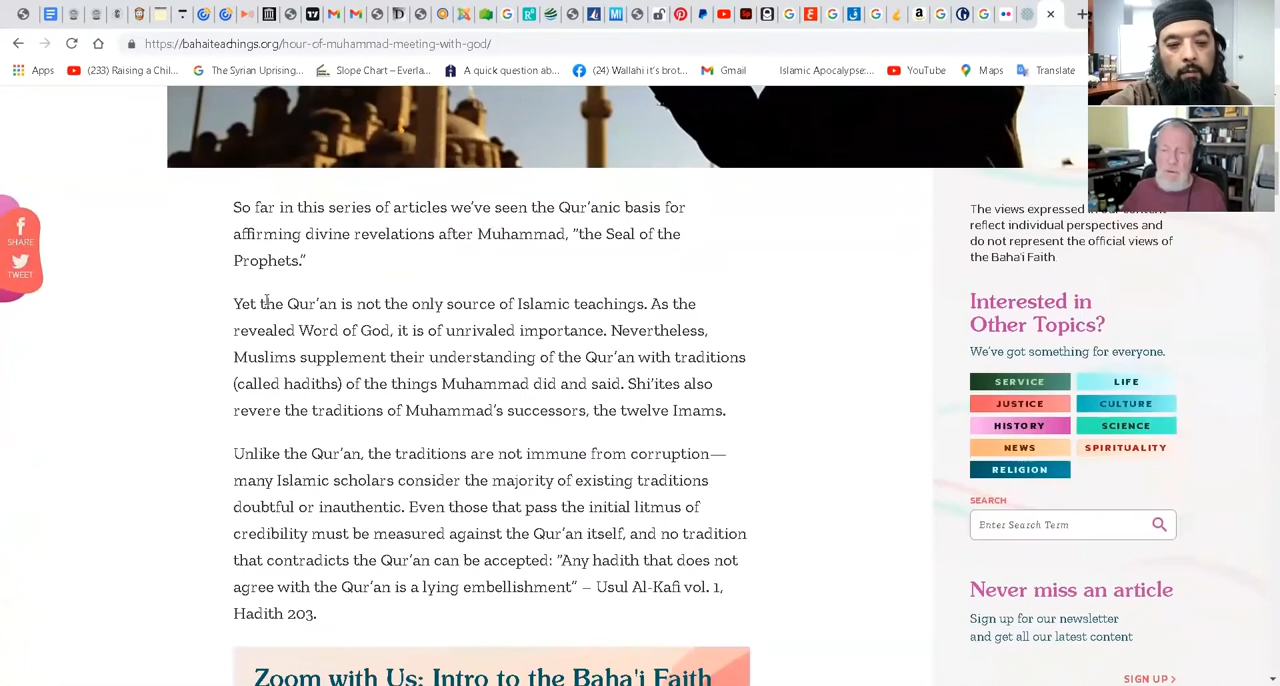 https://bahaiteachings.org/hour-of-muhammad-meeting-with-god/
Apps
(233) Raising a Chil...
The Syrian Uprising...
Slope Chart – Everla...
A quick question ab...
(24) Wallahi it's brot...
Gmail
Islamic Apocalypse:...
YouTube
Maps
Translate
SHARE
TWEET
So far in this series of articles we've seen the Qur'anic basis for
affirming divine revelations after Muhammad, "the Seal of the
Prophets."
Yet the Qur'an is not the only source of Islamic teachings. As the
revealed Word of God, it is of unrivaled importance. Nevertheless,
Muslims supplement their understanding of the Qur'an with traditions
(called hadiths) of the things Muhammad did and said. Shi'ites also
revere the traditions of Muhammad's successors, the twelve Imams.
Unlike the Qur'an, the traditions are not immune from corruption—
many Islamic scholars consider the majority of existing traditions
doubtful or inauthentic. Even those that pass the initial litmus of
credibility must be measured against the Qur'an itself, and no tradition
that contradicts the Qur'an can be accepted: "Any hadith that does not
agree with the Qur'an is a lying embellishment" – Usul Al-Kafi vol. 1,
Hadith 203.
Zoom with Us: Intro to the Baha'i Faith
The views expressed
reflect individual perspectives and
do not represent the official views of
the Baha'i Faith.
Interested in
Other Topics?
We've got something for everyone.
SERVICE
LIFE
JUSTICE
CULTURE
HISTORY
SCIENCE
NEWS
SPIRITUALITY
RELIGION
SEARCH
Enter Search Term
Never miss an article
Sign up for our newsletter
and get all our latest content
SIGN UP >